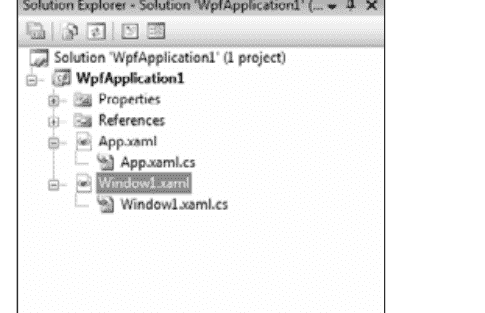 Solution Explorer - Solution 'WpfApplication1' (...
Solution 'WpfApplication1' (1 project)
WpfApplication1
Properties
References
App.xaml
App.xaml.cs
Window1.xaml
Window1.xaml.cs